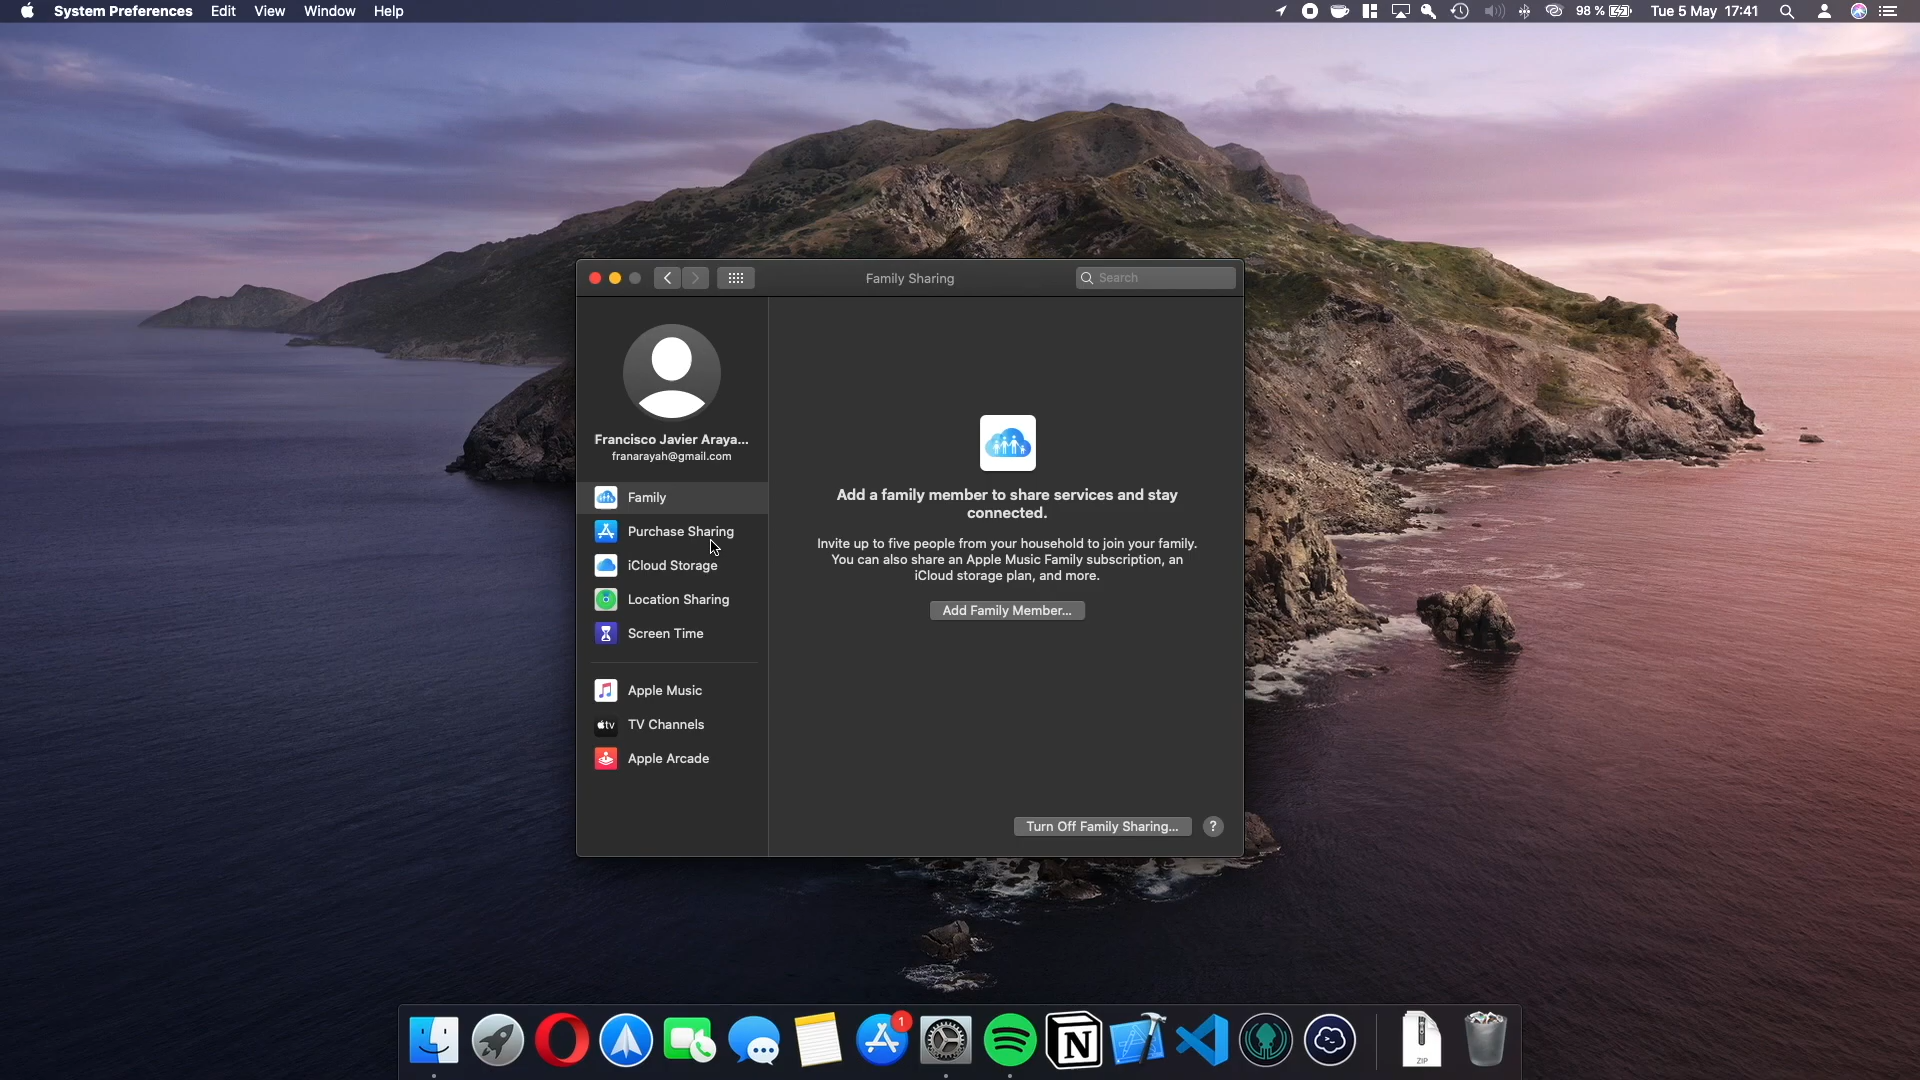 System Preferences Edit View Window Help
98 % Tue 5 May 17:41
Family Sharing
Search
Francisco Javier Araya...
franarayah@gmail.com
Family
Purchase Sharing
iCloud Storage
Location Sharing
Screen Time
Apple Music
tv TV Channels
Apple Arcade
Add a family member to share services and stay
connected.
Invite up to five people from your household to join your family.
You can also share an Apple Music Family subscription, an
iCloud storage plan, and more.
Add Family Member...
Turn Off Family Sharing... ?
1
N
ZIP